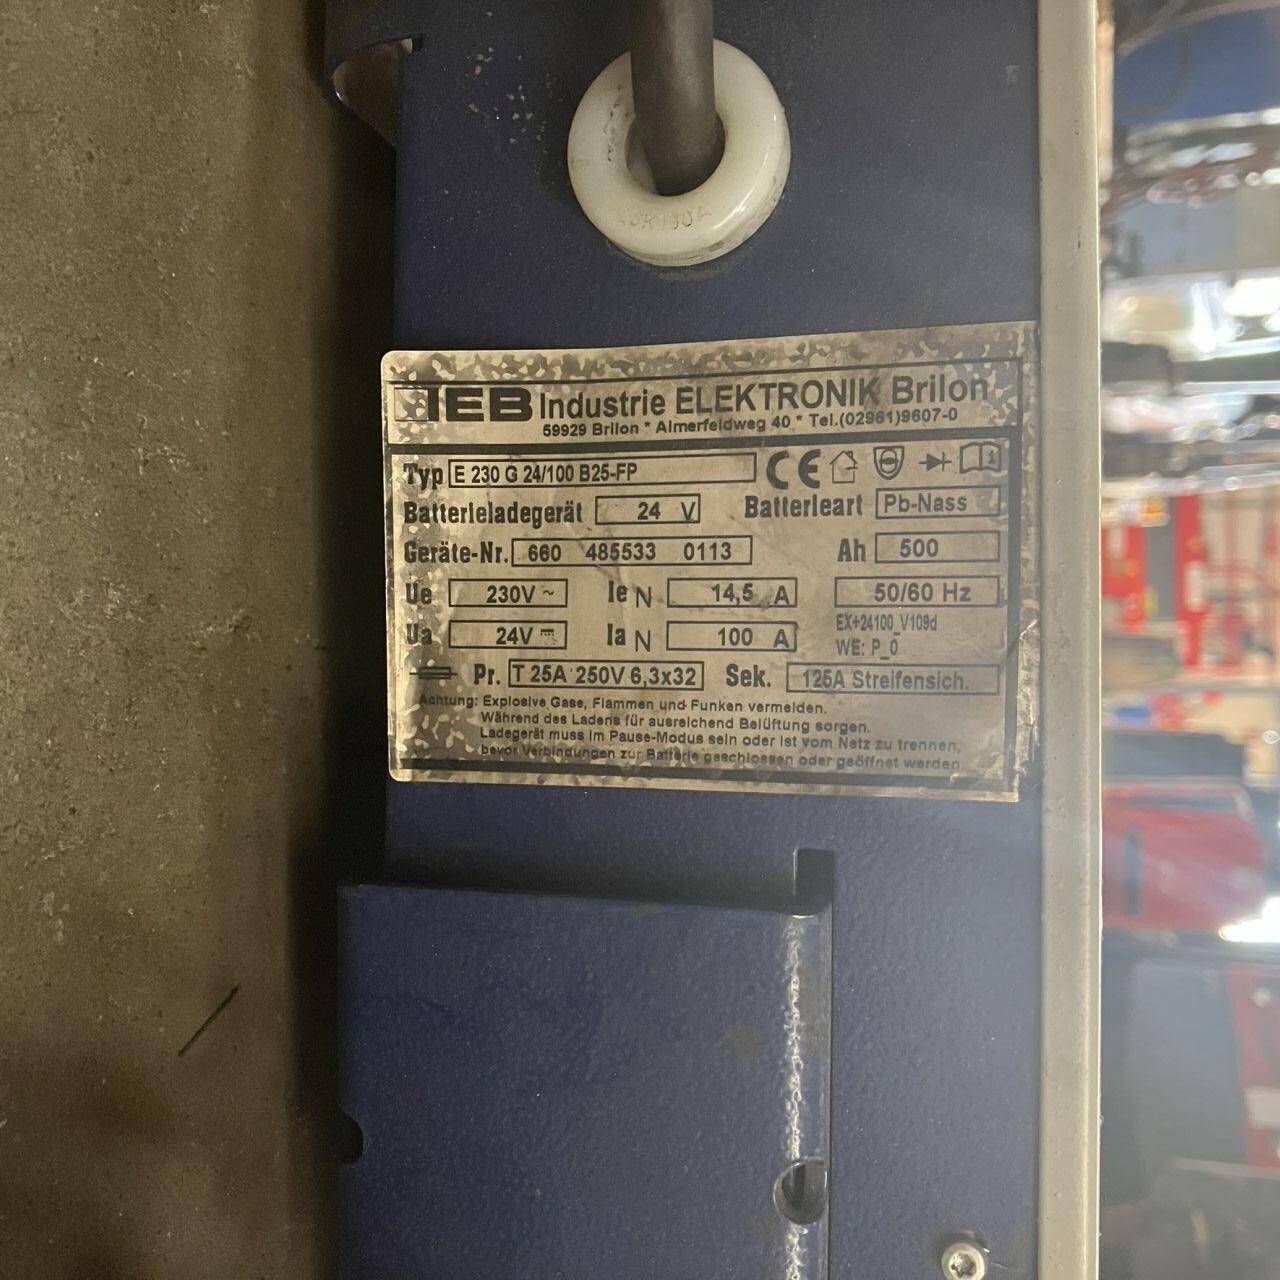 IEB Industrie ELEKTRONIK Brilon
59929 Brilon * Almerfeldweg 40 * Tel.(02961)9607-0
Typ E 230 G 24/100 B25-FP CE
Batterieladegerät 24 V Batterieart Pb-Nass
Geräte-Nr. 660 485533 0113 Ah 500
Ue 230V ~ Ie N 14,5 A 50/60 Hz
Ua 24V Ia N 100 A EX+24100_V109d
WE: P_0
Pr. T 25A 250V 6,3x32 Sek. 125A Streifensich.
Achtung: Explosive Gase, Flammen und Funken vermeiden.
Während des Ladens für ausreichend Belüftung sorgen.
Ladegerät muss im Pause-Modus sein oder ist vom Netz zu trennen,
bevor Verbindungen zur Batterie geschlossen oder geöffnet werden.